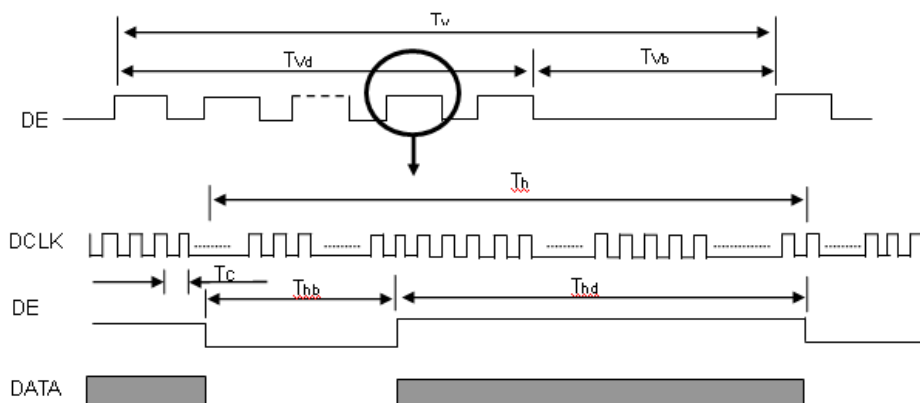 Tv
Tvd
Tvb
DE
Th
DCLK
Tc
Thb
Thd
DE
DATA